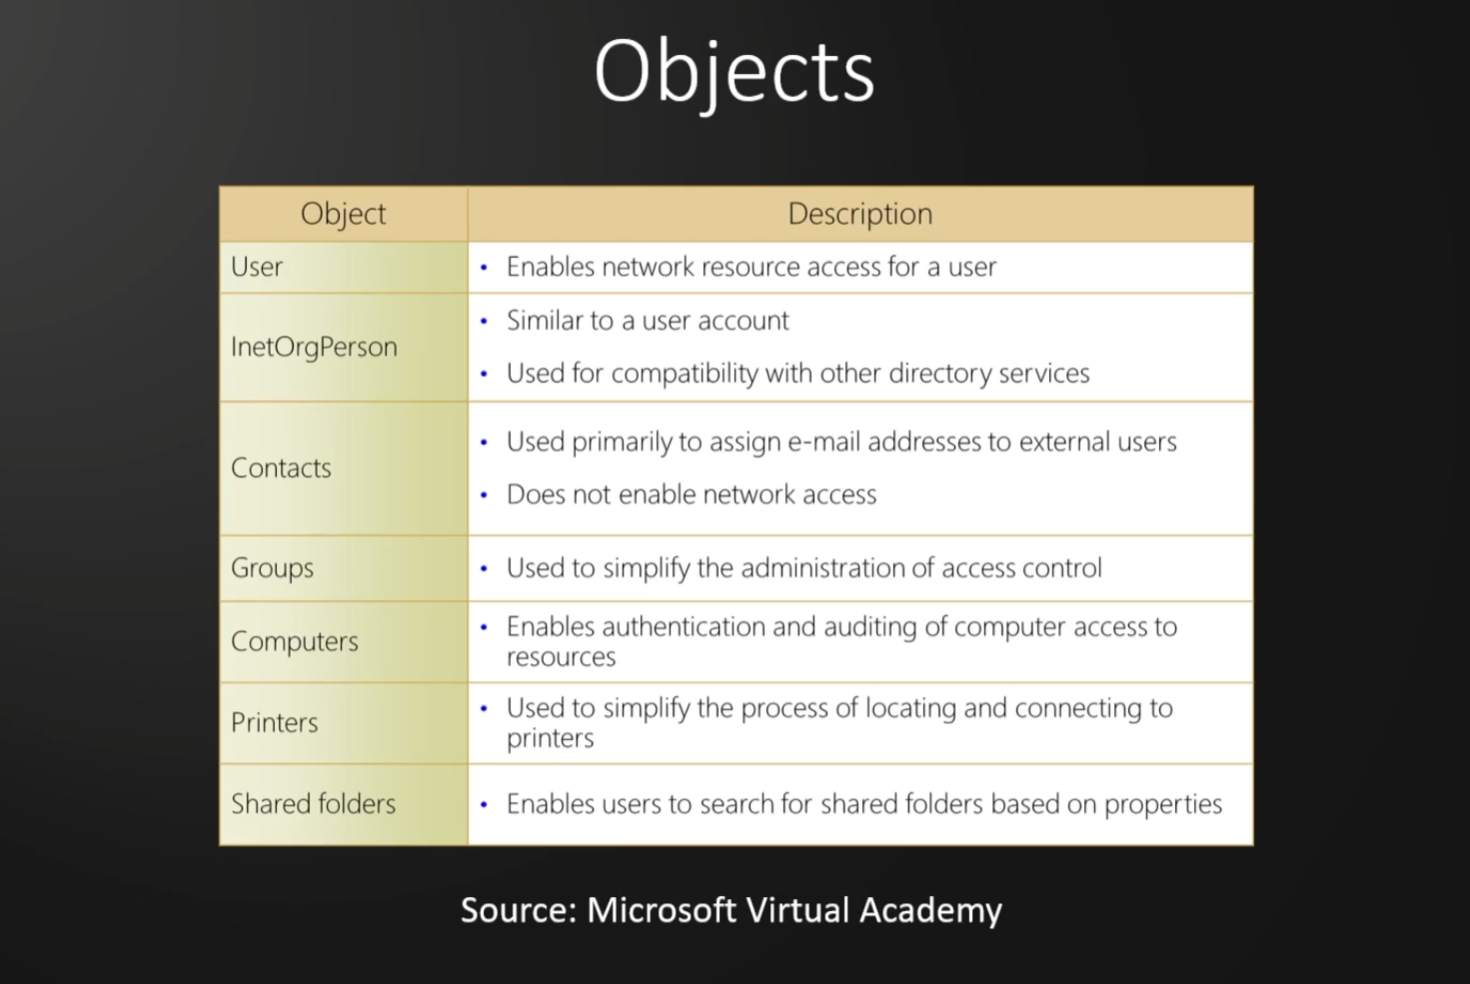 Objects
Object Description
User • Enables network resource access for a user
InetOrgPerson • Similar to a user account
• Used for compatibility with other directory services
Contacts • Used primarily to assign e-mail addresses to external users
• Does not enable network access
Groups • Used to simplify the administration of access control
Computers • Enables authentication and auditing of computer access to
resources
Printers • Used to simplify the process of locating and connecting to
printers
Shared folders • Enables users to search for shared folders based on properties
Source: Microsoft Virtual Academy